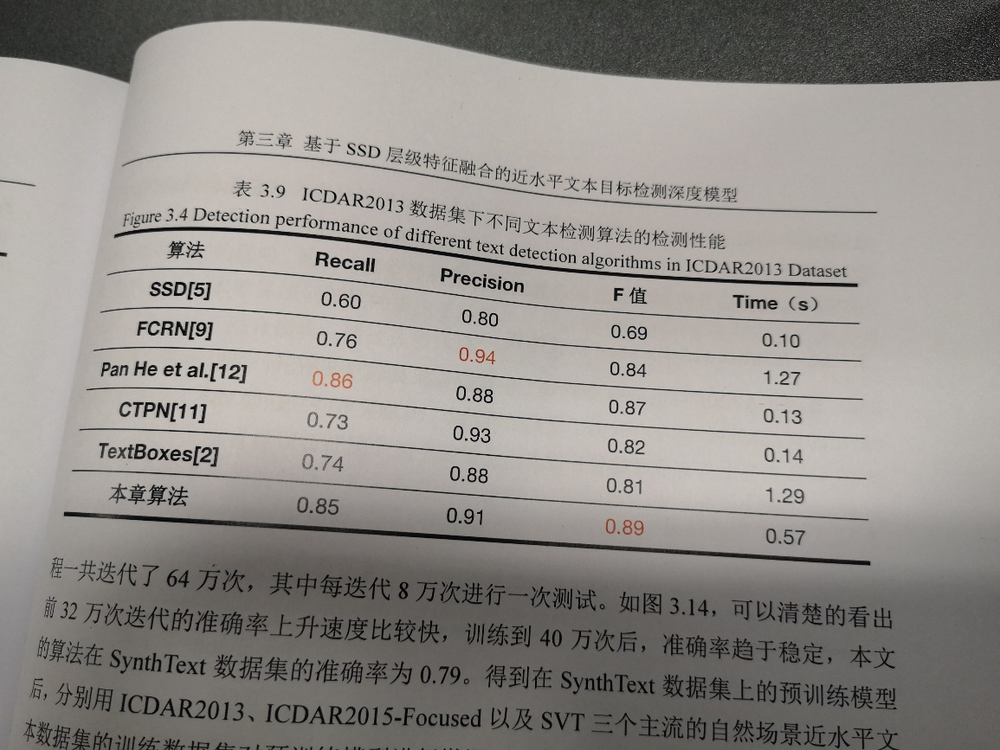 第三章 基于 SSD 层级特征融合的近水平文本目标检测深度模型
表 3.9 ICDAR2013 数据集下不同文本检测算法的检测性能
Figure 3.4 Detection performance of different text detection algorithms in ICDAR2013 Dataset
算法 Recall Precision F 值 Time（s）
SSD[5] 0.60 0.80 0.69 0.10
FCRN[9] 0.76 0.94 0.84 1.27
Pan He et al.[12] 0.86 0.88 0.87 0.13
CTPN[11] 0.73 0.93 0.82 0.14
TextBoxes[2] 0.74 0.88 0.81 1.29
本章算法 0.85 0.91 0.89 0.57
程一共迭代了 64 万次，其中每迭代 8 万次进行一次测试。如图 3.14，可以清楚的看出
前 32 万次迭代的准确率上升速度比较快，训练到 40 万次后，准确率趋于稳定，本文
的算法在 SynthText 数据集的准确率为 0.79。得到在 SynthText 数据集上的预训练模型
后，分别用 ICDAR2013、ICDAR2015-Focused 以及 SVT 三个主流的自然场景近水平文
本数据集的训练数据集对预训练模型进行